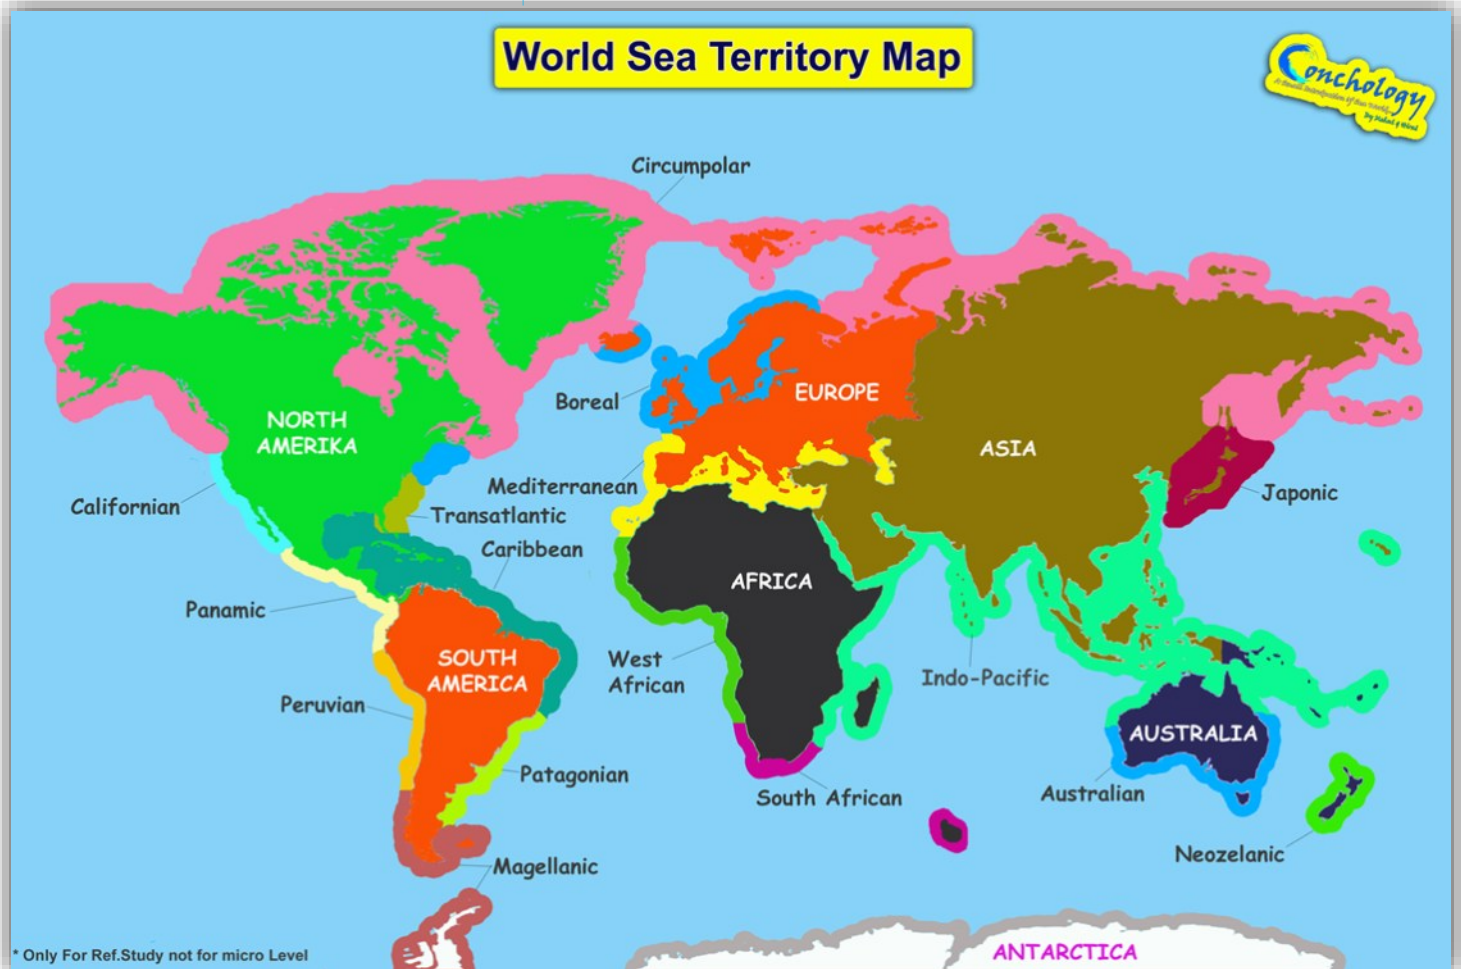 World Sea Territory Map
Conchology
Circumpolar
NORTH
AMERIKA
Boreal
EUROPE
ASIA
Californian
Mediterranean
Transatlantic
Japonic
Caribbean
Panamic
AFRICA
SOUTH
AMERICA
West
African
Indo-Pacific
Peruvian
AUSTRALIA
Patagonian
South African
Australian
Neozelanic
Magellanic
ANTARCTICA
* Only For Ref.Study not for micro Level